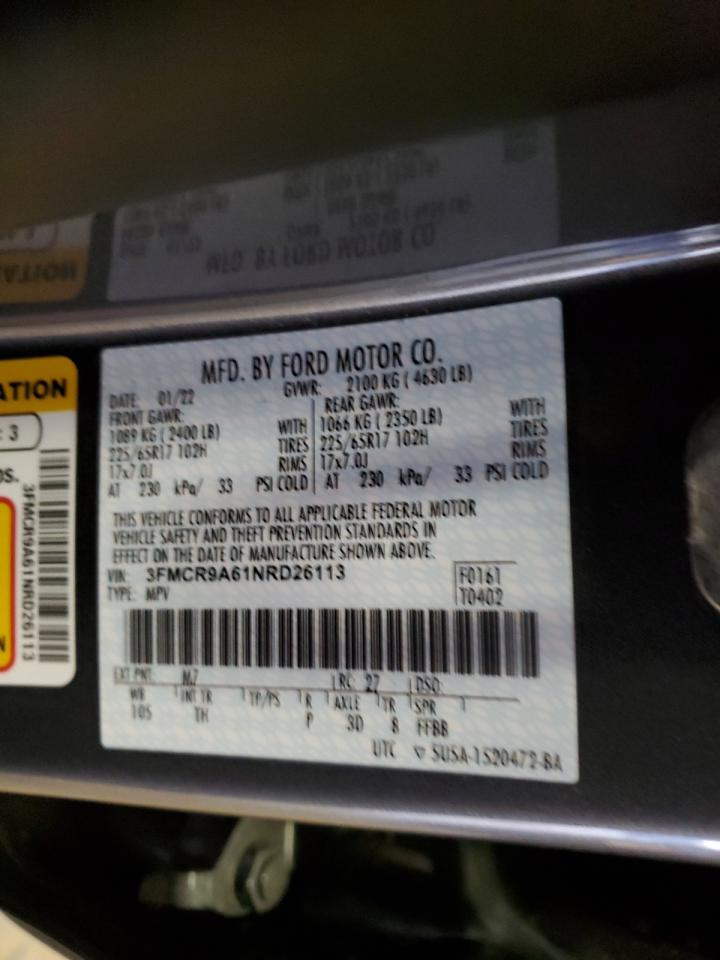 MFD. BY FORD MOTOR CO.
DATE: 01/22 GVWR: 2100 KG ( 4630 LB)
FRONT GAWR: REAR GAWR:
1089 KG ( 2400 LB) WITH 1066 KG ( 2350 LB) WITH
225/65R17 102H TIRES 225/65R17 102H TIRES
17x7.0J RIMS 17x7.0J RIMS
AT 230 kPa/ 33 PSI COLD AT 230 kPa/ 33 PSI COLD
THIS VEHICLE CONFORMS TO ALL APPLICABLE FEDERAL MOTOR
VEHICLE SAFETY AND THEFT PREVENTION STANDARDS IN
EFFECT ON THE DATE OF MANUFACTURE SHOWN ABOVE.
VIN: 3FMCR9A61NRD26113 F0161
TYPE: MPV T0402
EXT PNT: M7 RC: 27 DSO:
WB INT TR TP/PS R AXLE TR SPR
105 TH P 3D 8 FFBB
UTC ▽ 5U5A-1520472-BA
ATION
: 3
3FMCR9A61NRD26113